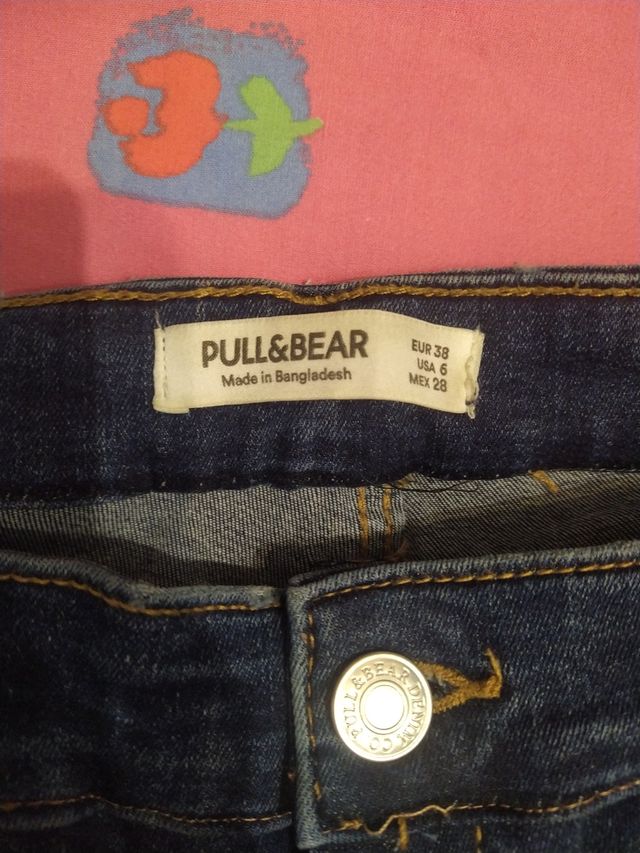 PULL&BEAR
Made in Bangladesh
EUR 38
USA 6
MEX 28
PULL&BEAR DENIM CO